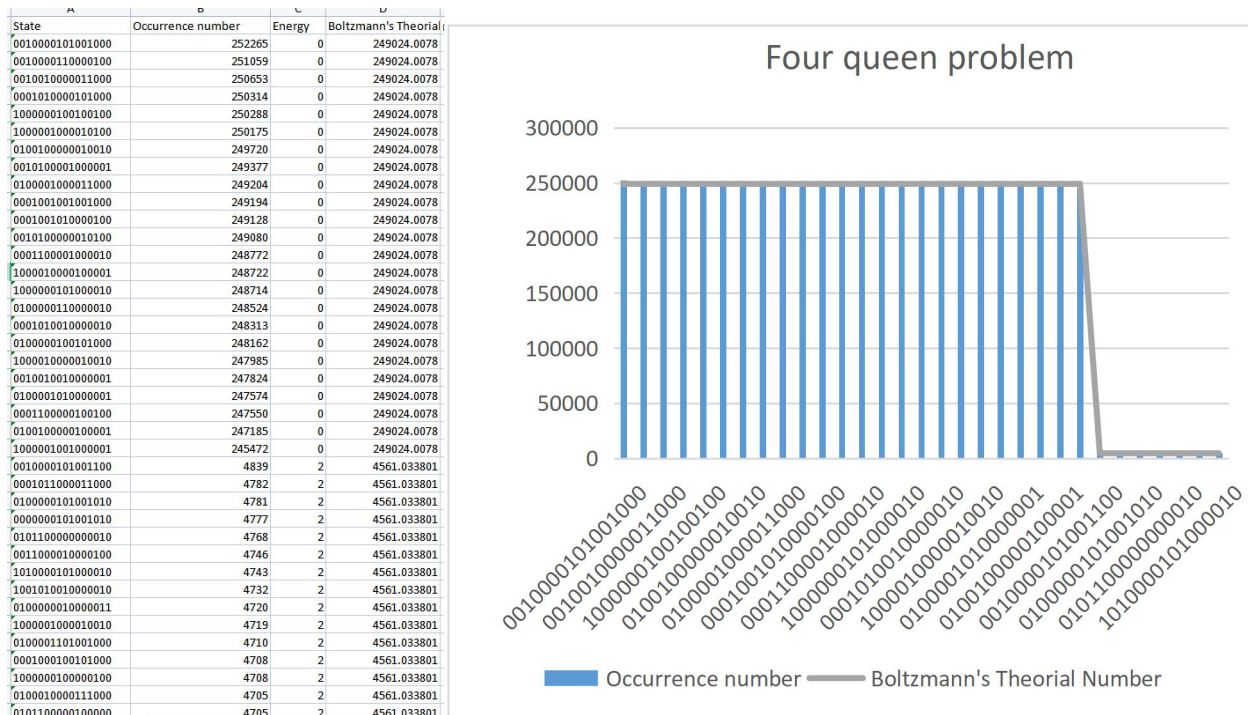 A B C D
State Occurrence number Energy Boltzmann's Theorial
0010000101001000 252265 0 249024.0078
0010000110000100 251059 0 249024.0078
0010010000011000 250653 0 249024.0078
0001010000101000 250314 0 249024.0078
1000000100100100 250288 0 249024.0078
1000001000010100 250175 0 249024.0078
0100100000010010 249720 0 249024.0078
0010100001000001 249377 0 249024.0078
0100001000011000 249204 0 249024.0078
0001001001001000 249194 0 249024.0078
0001001010000100 249128 0 249024.0078
0010100000010100 249080 0 249024.0078
0001100001000010 248772 0 249024.0078
1000010000100001 248722 0 249024.0078
1000000101000010 248714 0 249024.0078
0100000110000010 248524 0 249024.0078
0001010010000010 248313 0 249024.0078
0100000100101000 248162 0 249024.0078
1000010000010010 247985 0 249024.0078
0010010010000001 247824 0 249024.0078
0100001010000001 247574 0 249024.0078
0001100000100100 247550 0 249024.0078
0100100000100001 247185 0 249024.0078
1000001001000001 245472 0 249024.0078
0010000101001100 4839 2 4561.033801
0001011000011000 4782 2 4561.033801
0100000101001010 4781 2 4561.033801
0000000101001010 4777 2 4561.033801
0101100000000010 4768 2 4561.033801
0011000010000100 4746 2 4561.033801
1010000101000010 4743 2 4561.033801
1001010010000010 4732 2 4561.033801
0100000010000011 4720 2 4561.033801
1000001000010010 4719 2 4561.033801
0100001101001000 4710 2 4561.033801
0001000100101000 4708 2 4561.033801
1000000100000100 4708 2 4561.033801
0100010000111000 4705 2 4561.033801
0101100000100000 4705 2 4561.033801
Four queen problem
300000
250000
200000
150000
100000
50000
0
0010000101001000
0010010000011000
1000000100100100
0100100000010010
0100001000011000
0001001010000100
0001100001000010
1000000101000010
0001010010000010
1000010000010010
0100001010000001
0100100000100001
0010000101001100
0100000101001010
0101100000000010
1010000101000010
Occurrence number Boltzmann's Theorial Number